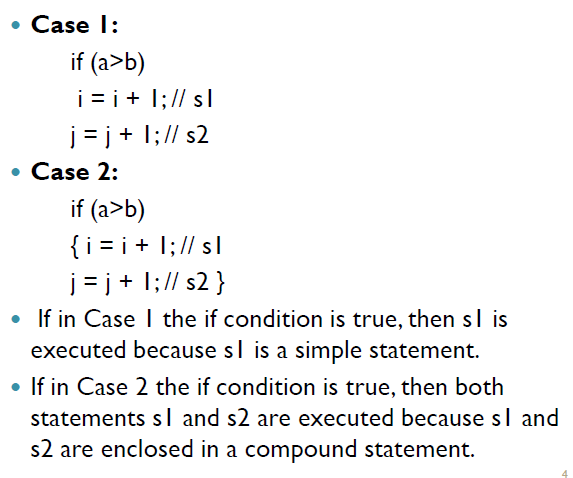 • Case 1:
if (a>b)
i = i + 1; // s1
j = j + 1; // s2
• Case 2:
if (a>b)
{ i = i + 1; // s1
j = j + 1; // s2 }
• If in Case 1 the if condition is true, then s1 is
executed because s1 is a simple statement.
• If in Case 2 the if condition is true, then both
statements s1 and s2 are executed because s1 and
s2 are enclosed in a compound statement.
4